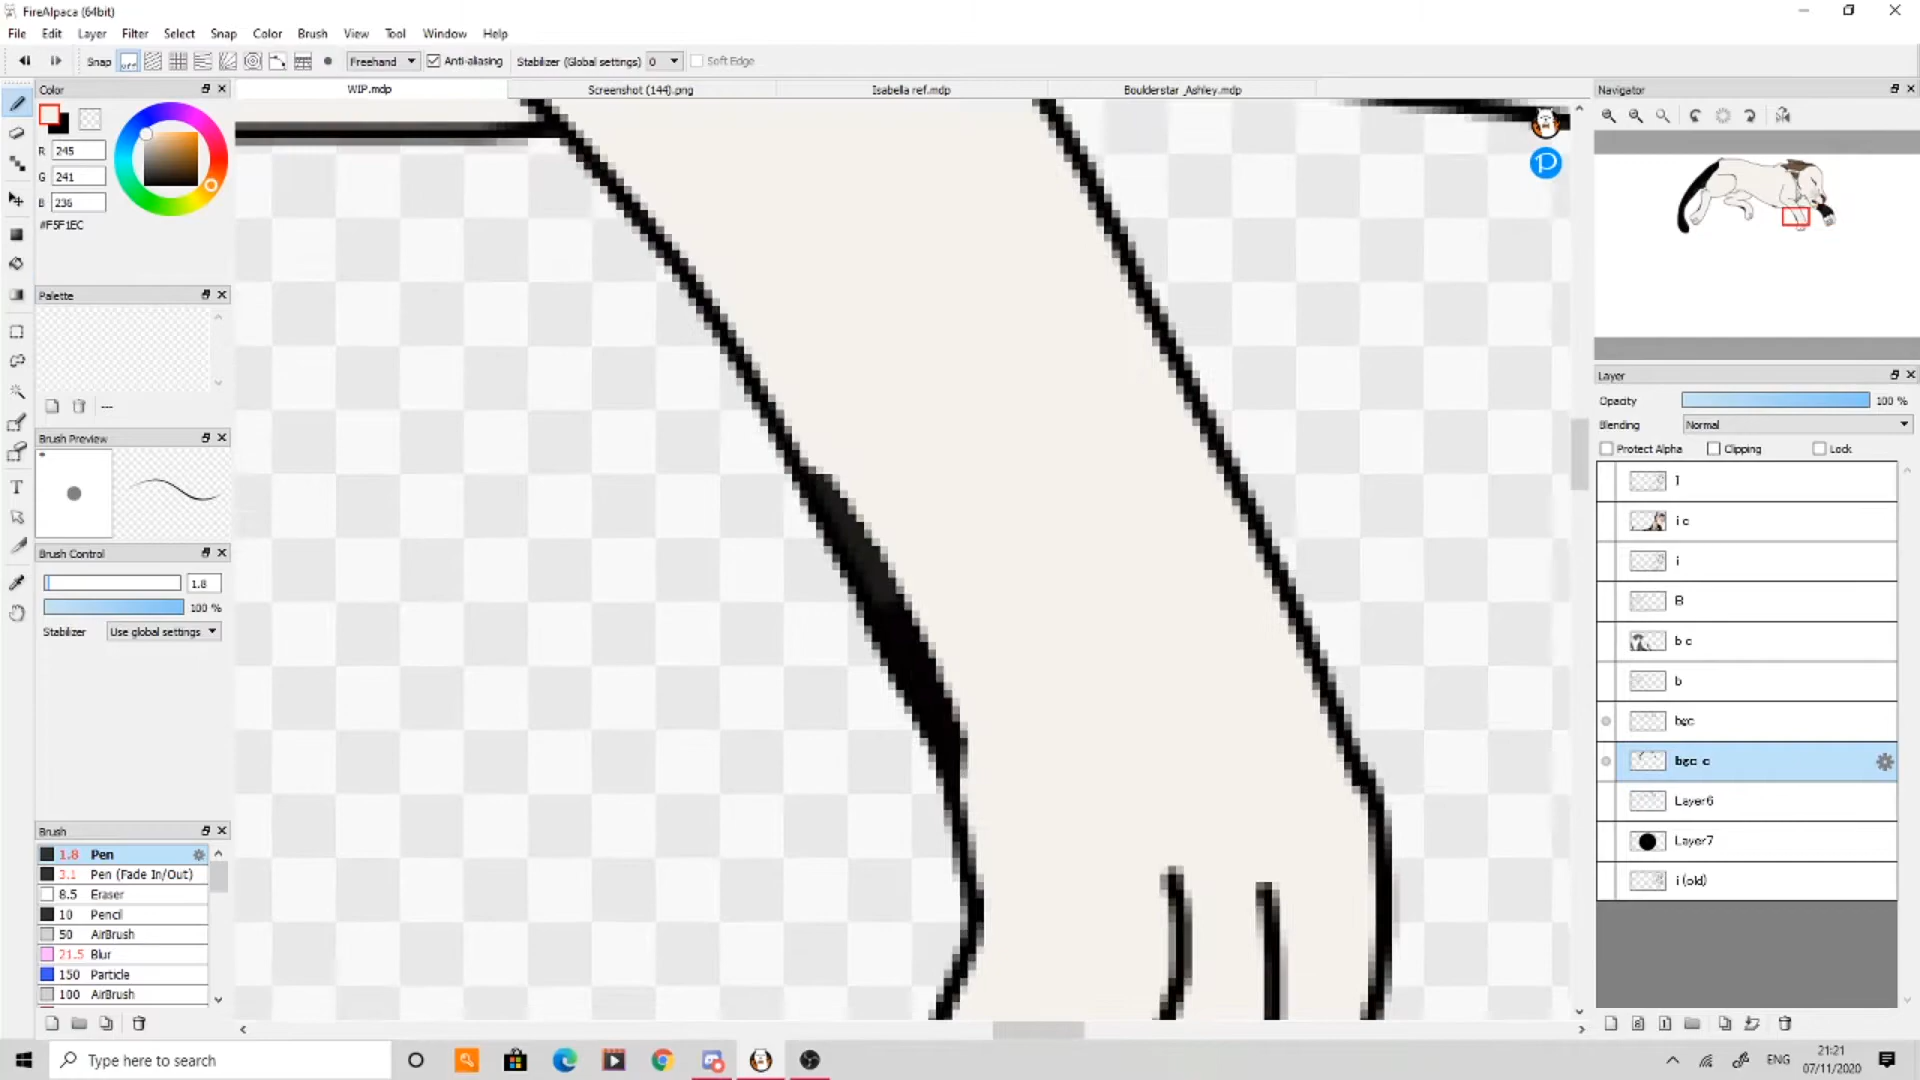 FireAlpaca (64bit)
File Edit Layer Filter Select Snap Color Brush View Tool Window Help
Snap off Freehand Anti-aliasing Stabilizer (Global settings) 0 Soft Edge
Color WIP.mdp Screenshot (144).png Isabella ref.mdp Boulderstar_Ashley.mdp Navigator
R 245
G 241
B 236
#F5F1EC
Palette
---
Brush Preview
Brush Control
1.8
100 %
Stabilizer Use global settings
Brush
1.8 Pen
3.1 Pen (Fade In/Out)
8.5 Eraser
10 Pencil
50 AirBrush
21.5 Blur
150 Particle
100 AirBrush
Layer
Opacity 100 %
Blending Normal
Protect Alpha Clipping Lock
i c
i
B
b c
b
bgc
bgc c
Layer6
Layer7
i (old)
Type here to search
ENG
21:21
07/11/2020